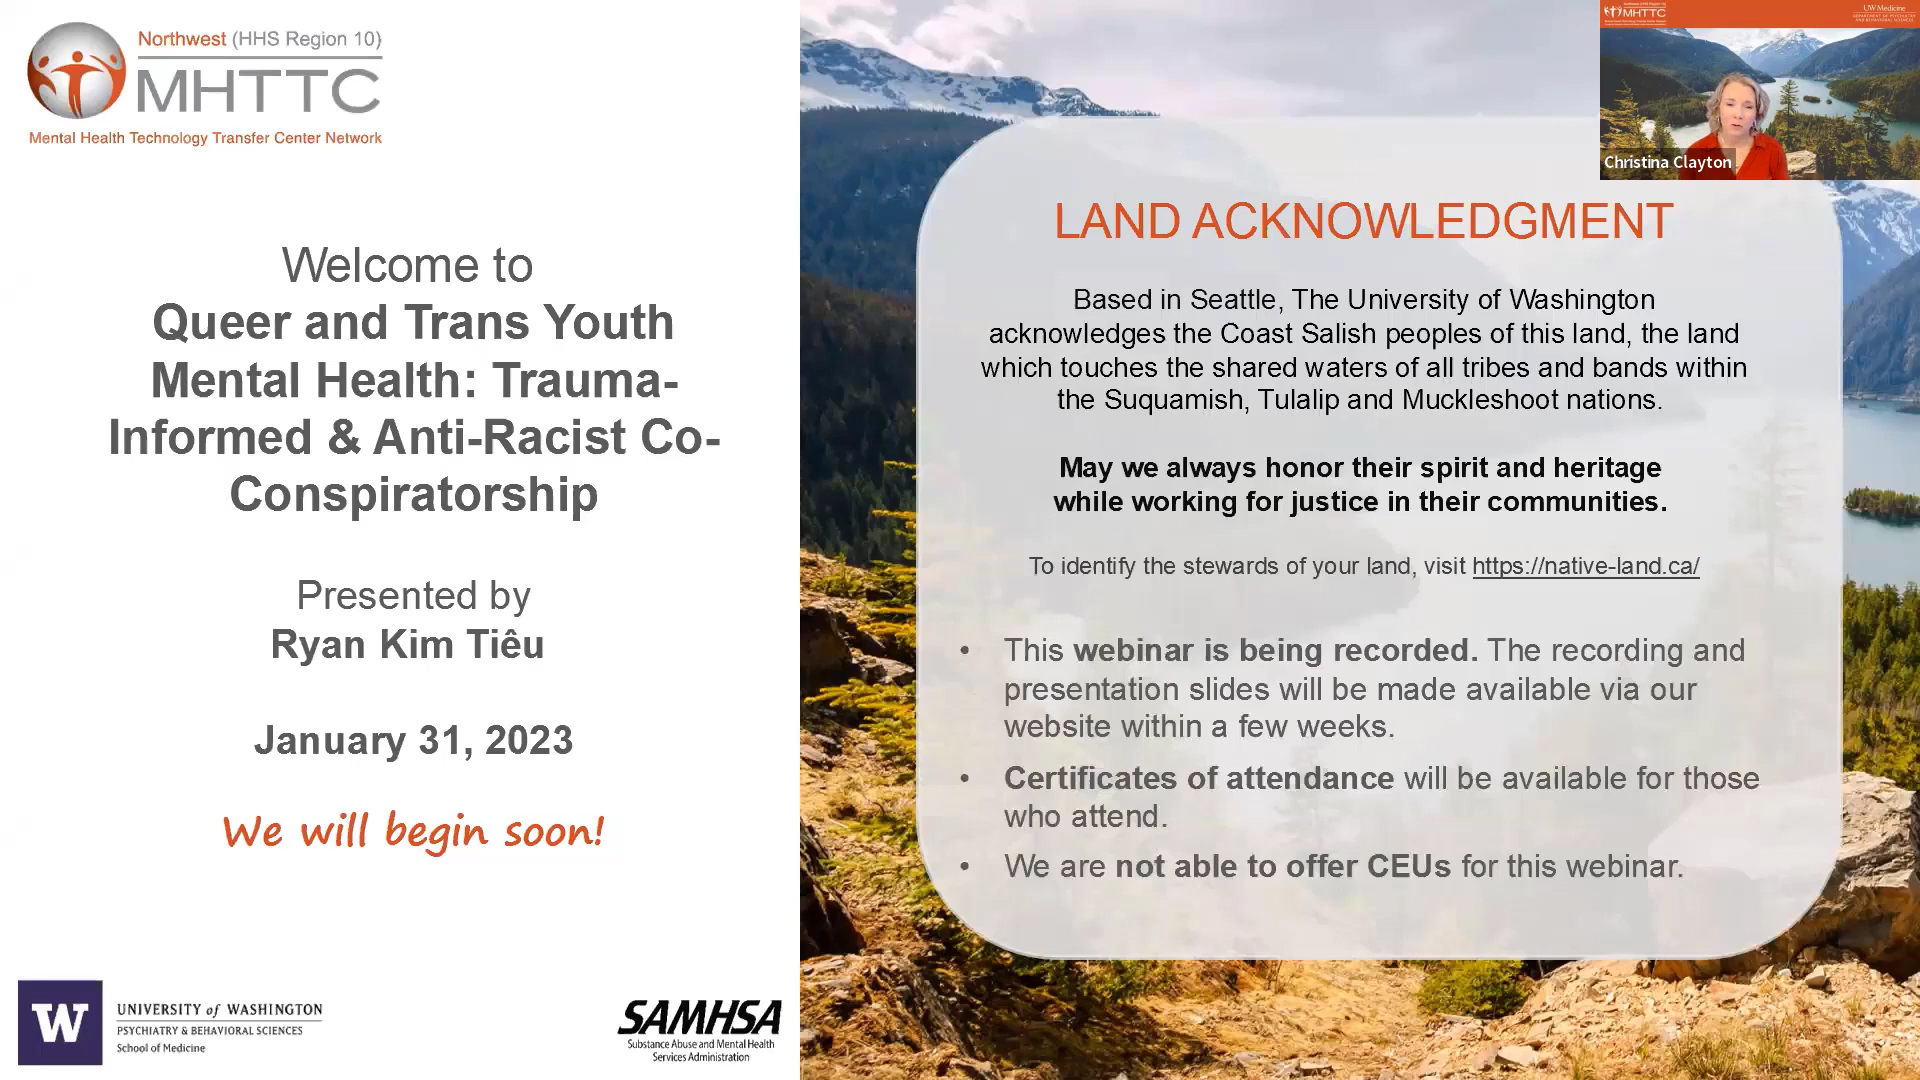 Northwest (HHS Region 10)
MHTTC
Mental Health Technology Transfer Center Network
Welcome to
Queer and Trans Youth
Mental Health: Trauma-
Informed & Anti-Racist Co-
Conspiratorship
Presented by
Ryan Kim Tiêu
January 31, 2023
We will begin soon!
W
UNIVERSITY of WASHINGTON
PSYCHIATRY & BEHAVIORAL SCIENCES
School of Medicine
SAMHSA
Substance Abuse and Mental Health
Services Administration
MHTTC
UW Medicine
Christina Clayton
LAND ACKNOWLEDGMENT
Based in Seattle, The University of Washington
acknowledges the Coast Salish peoples of this land, the land
which touches the shared waters of all tribes and bands within
the Suquamish, Tulalip and Muckleshoot nations.
May we always honor their spirit and heritage
while working for justice in their communities.
To identify the stewards of your land, visit https://native-land.ca/
• This webinar is being recorded. The recording and
presentation slides will be made available via our
website within a few weeks.
• Certificates of attendance will be available for those
who attend.
• We are not able to offer CEUs for this webinar.